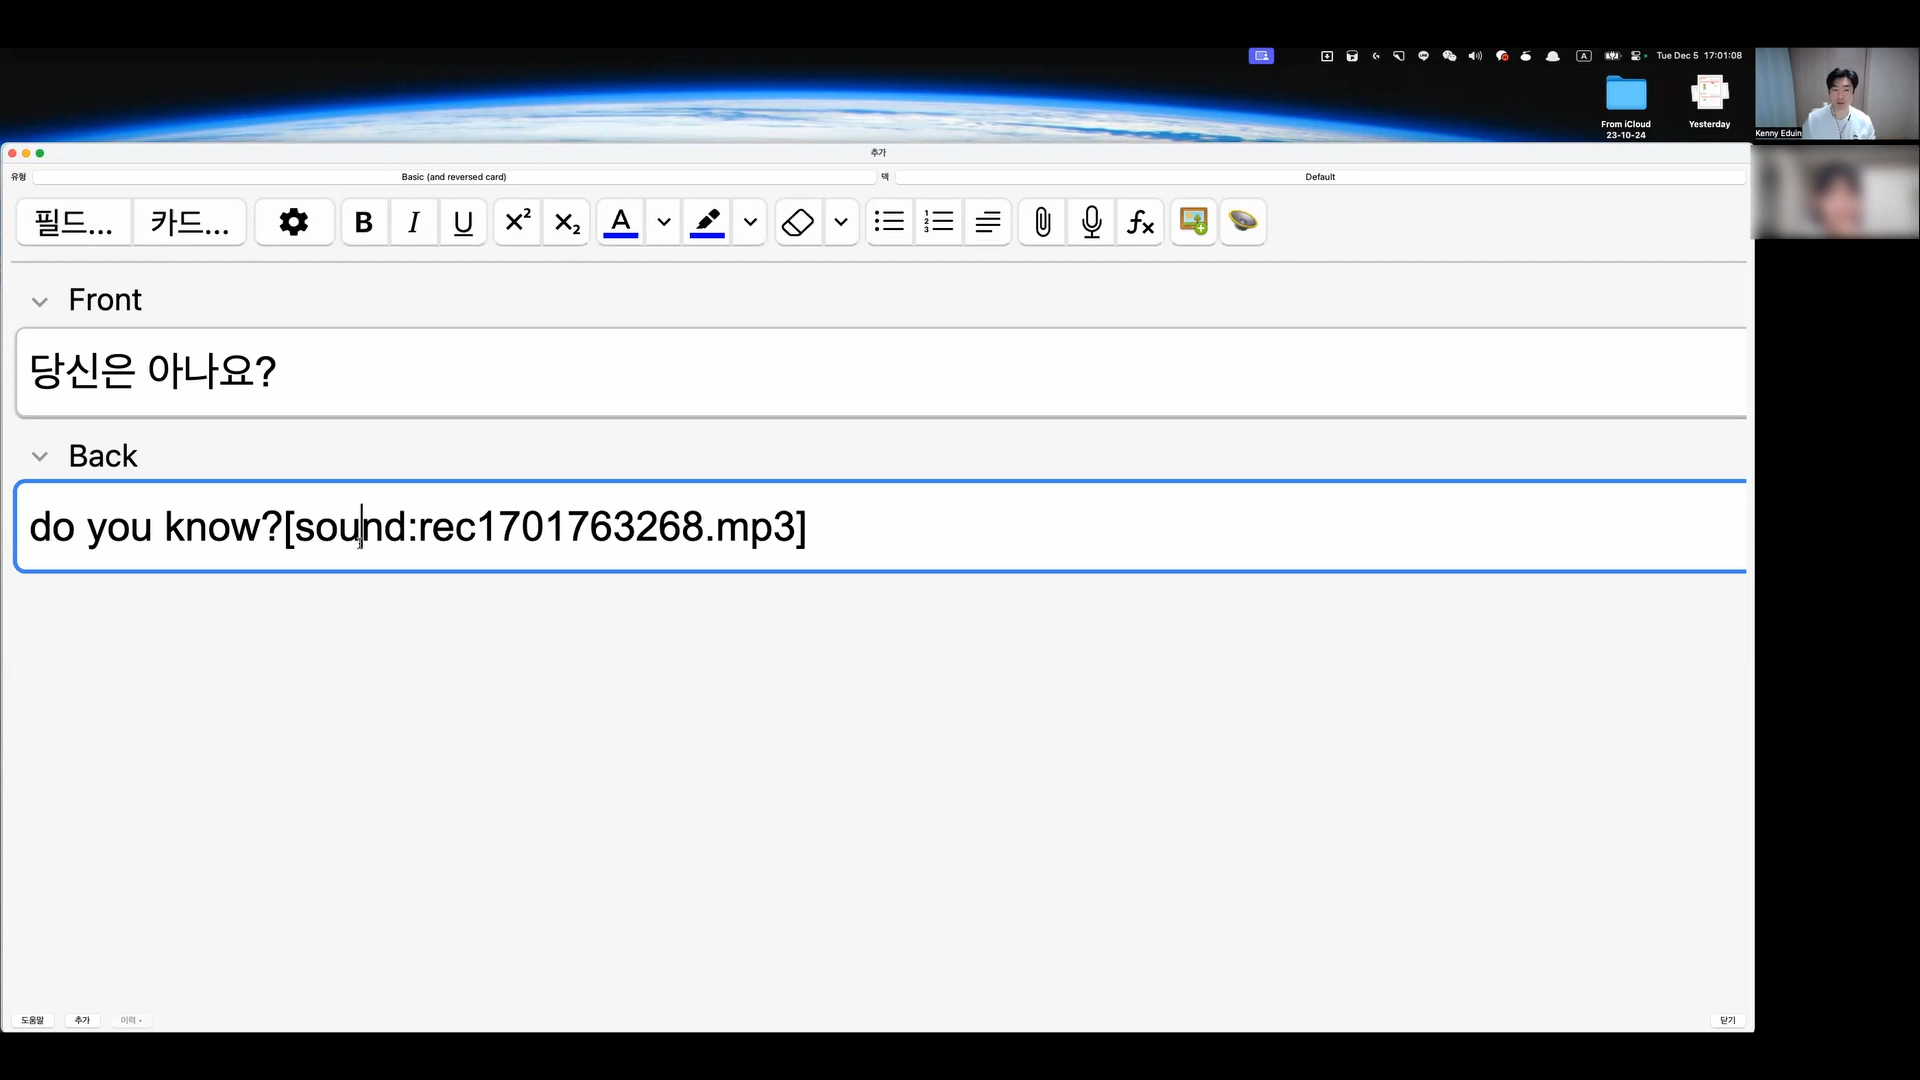 Tue Dec 5 17:01:08
From iCloud
23-10-24
Yesterday
Kenny Eduin
추가
유형
Basic (and reversed card)
덱
Default
필드...
카드...
Front
당신은 아나요?
Back
do you know?[sound:rec1701763268.mp3]
도움말
추가
이력
닫기